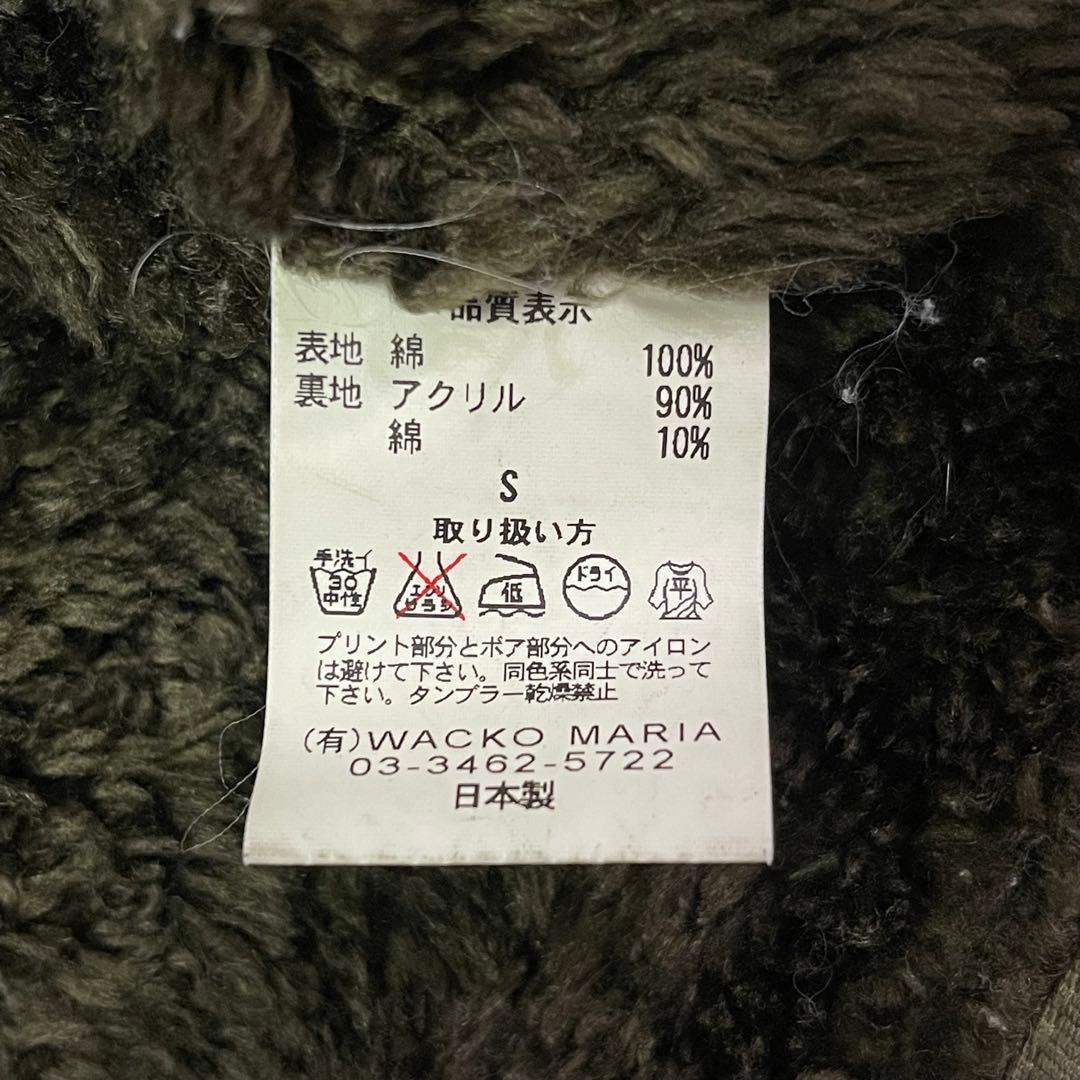 品質表示
表地 綿 100%
裏地 アクリル 90%
綿 10%
S
取り扱い方
手洗イ
30
中性
エンソ
サラシ
低
ドライ
平
プリント部分とボア部分へのアイロン
は避けて下さい。同色系同士で洗って
下さい。タンブラー乾燥禁止
(有)WACKO MARIA
03-3462-5722
日本製